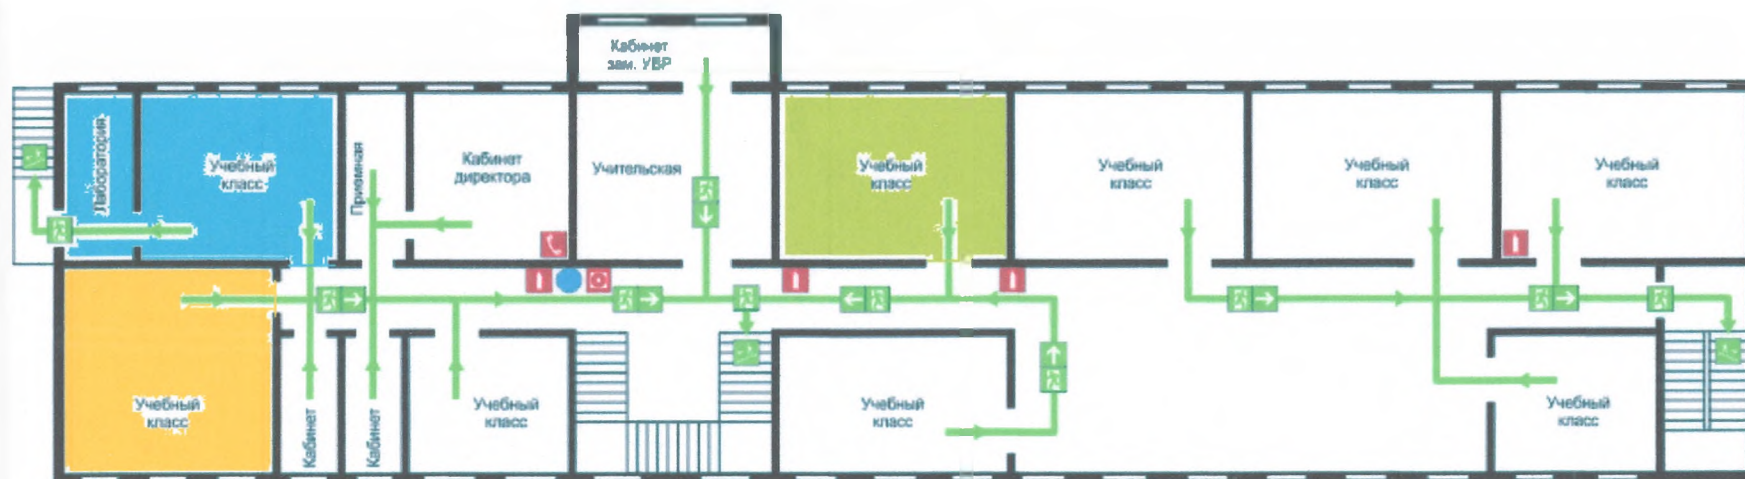 Кабинет
зам. УВР
Лаборатория
Учебный
класс
Приемная
Кабинет
директора
Учительская
Учебный
класс
Учебный
класс
Учебный
класс
Учебный
класс
Учебный
класс
Кабинет
Кабинет
Учебный
класс
Учебный
класс
Учебный
класс